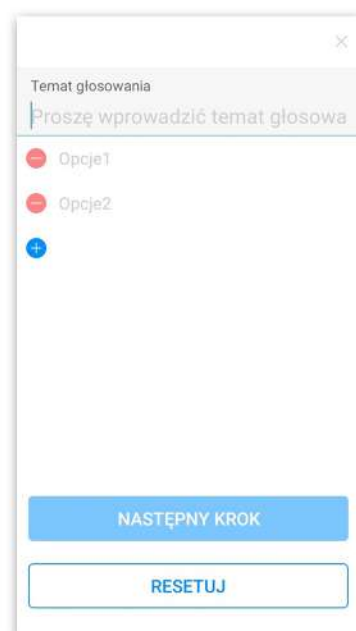 Temat głosowania
Proszę wprowadzić temat głosowa
Opcje1
Opcje2
NASTĘPNY KROK
RESETUJ